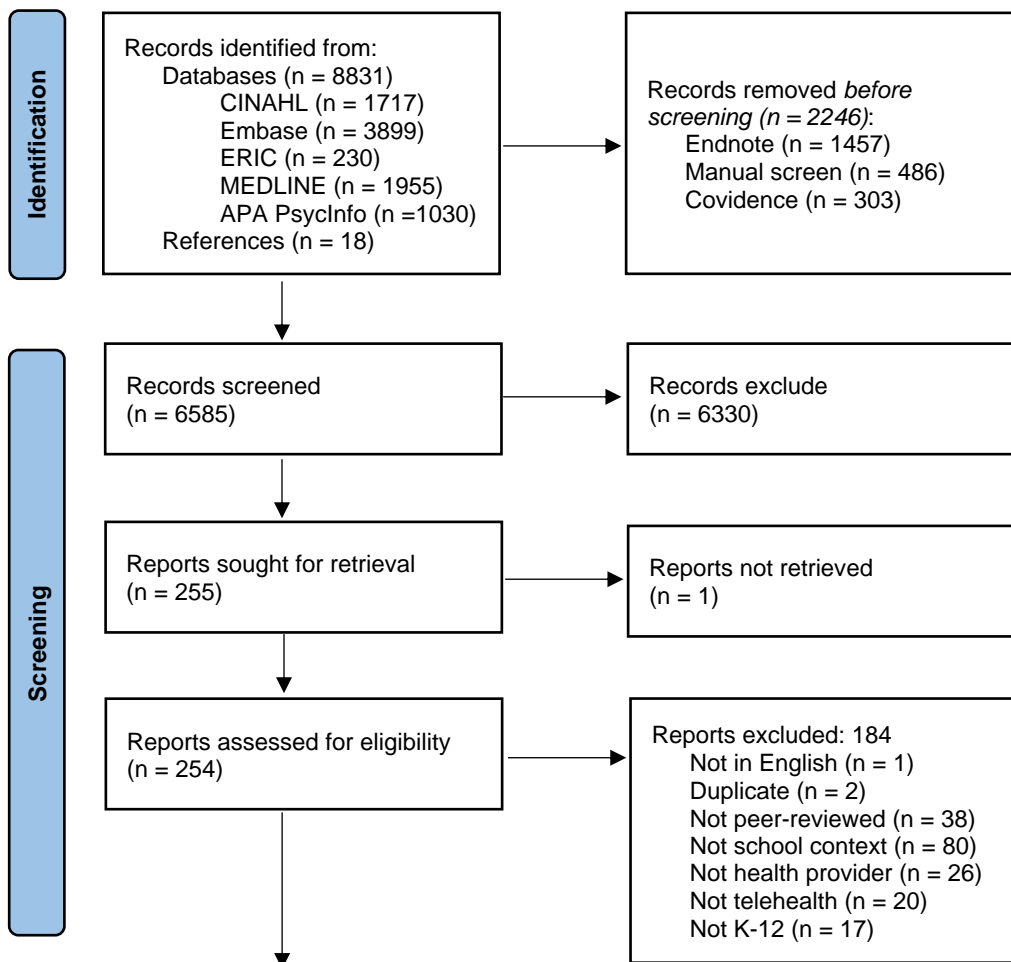 Identification
Records identified from:
Databases (n = 8831)
CINAHL (n = 1717)
Embase (n = 3899)
ERIC (n = 230)
MEDLINE (n = 1955)
APA PsycInfo (n =1030)
References (n = 18)
Records removed before
screening (n = 2246):
Endnote (n = 1457)
Manual screen (n = 486)
Covidence (n = 303)
Screening
Records screened
(n = 6585)
Records exclude
(n = 6330)
Reports sought for retrieval
(n = 255)
Reports not retrieved
(n = 1)
Reports assessed for eligibility
(n = 254)
Reports excluded: 184
Not in English (n = 1)
Duplicate (n = 2)
Not peer-reviewed (n = 38)
Not school context (n = 80)
Not health provider (n = 26)
Not telehealth (n = 20)
Not K-12 (n = 17)